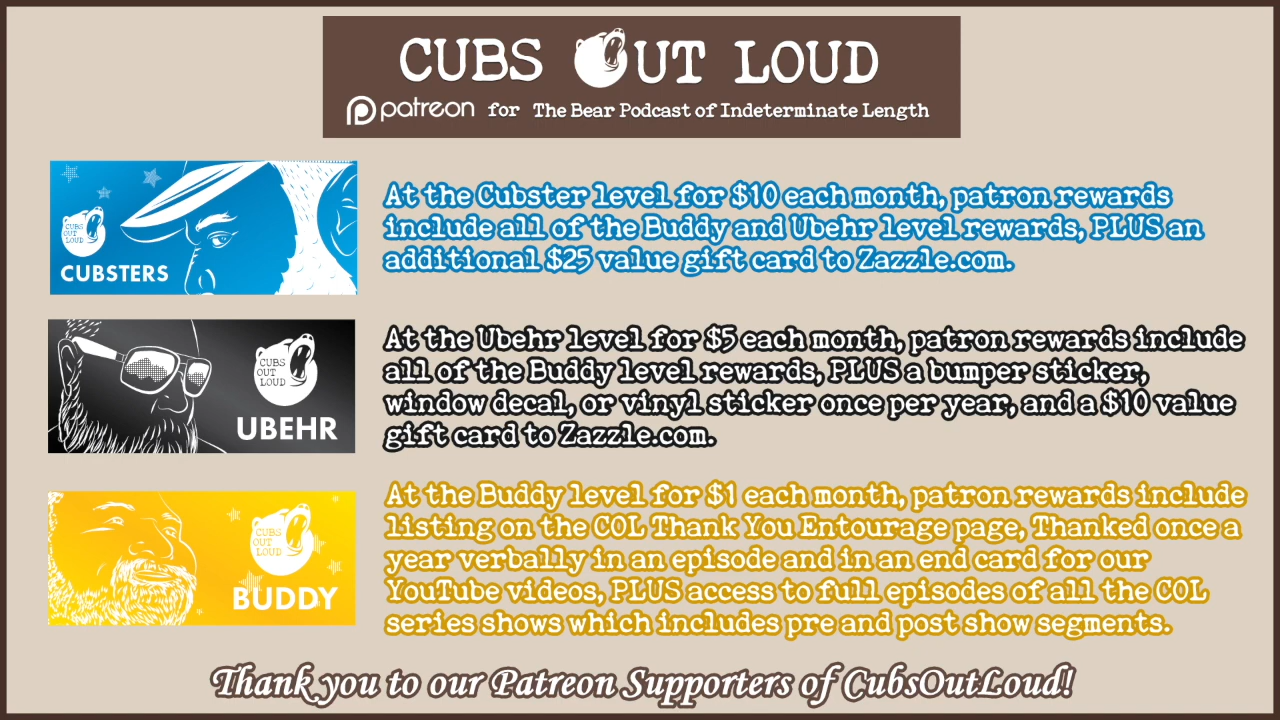 CUBS OUT LOUD
patreon for The Bear Podcast of Indeterminate Length
CUBS
OUT
LOUD
CUBSTERS
At the Cubster level for $10 each month, patron rewards
include all of the Buddy and Ubehr level rewards, PLUS an
additional $25 value gift card to Zazzle.com.
CUBS
OUT
LOUD
UBEHR
At the Ubehr level for $5 each month, patron rewards include
all of the Buddy level rewards, PLUS a bumper sticker,
window decal, or vinyl sticker once per year, and a $10 value
gift card to Zazzle.com.
CUBS
OUT
LOUD
BUDDY
At the Buddy level for $1 each month, patron rewards include
listing on the COL Thank You Entourage page, Thanked once a
year verbally in an episode and in an end card for our
YouTube videos, PLUS access to full episodes of all the COL
series shows which includes pre and post show segments.
Thank you to our Patreon Supporters of CubsOutLoud!